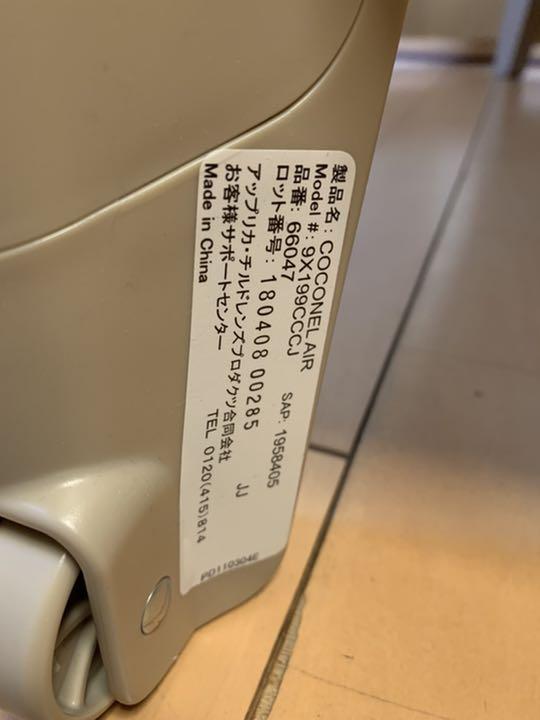 製品名：COCONEL AIR
Model #：9X199CCCJ
品番：66047 SAP: 1958405
ロット番号：180408 00285 JJ
アップリカ・チルドレンズプロダクツ合同会社
お客様サポートセンター TEL 0120(415)814
Made in China
PD110304E